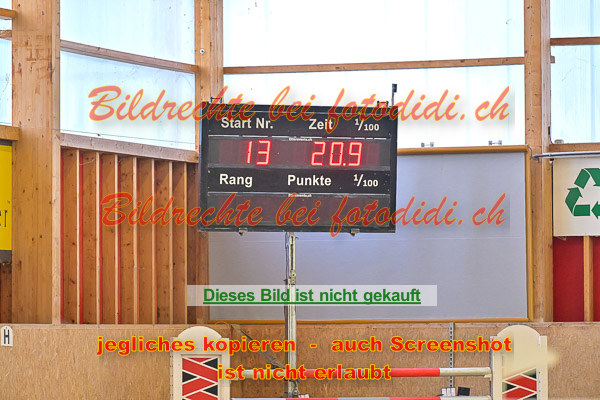 Bildrechte bei fotodidi.ch
Start Nr. Zeit 1/100
13 20.9
Rang Punkte 1/100
Bildrechte bei fotodidi.ch
Dieses Bild ist nicht gekauft
H
jegliches kopieren - auch Screenshot
ist nicht erlaubt